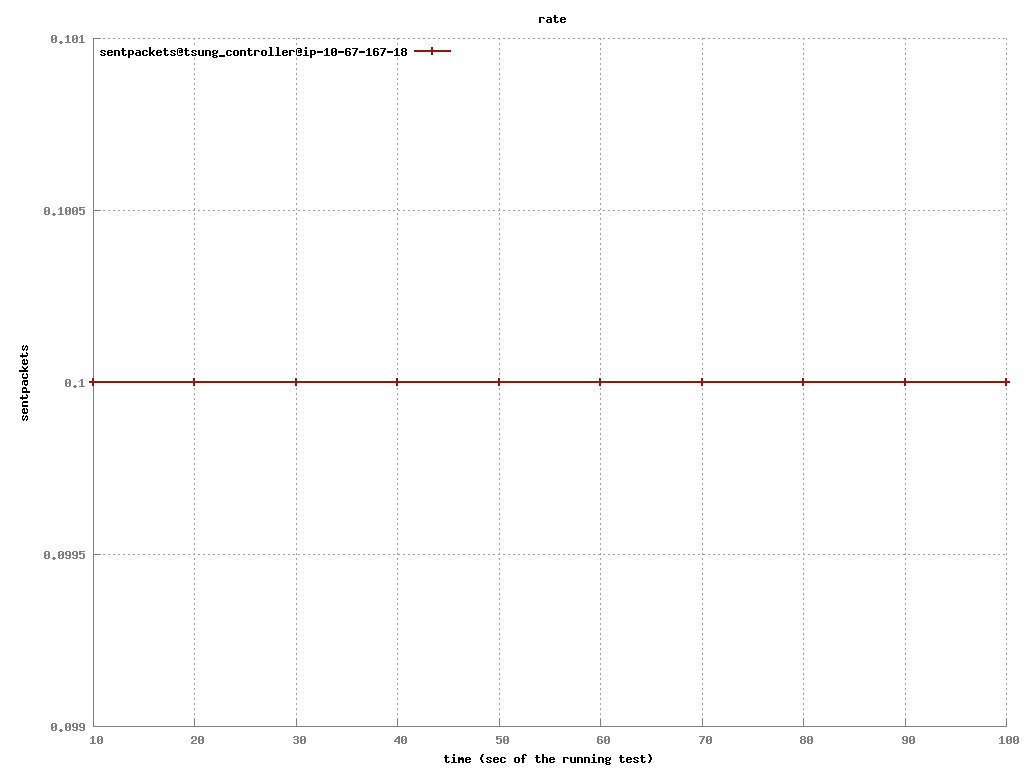 rate
0.101
sentpackets@tsung_controller@ip-10-67-167-18
0.1005
0.1
0.0995
0.099
sentpackets
10 20 30 40 50 60 70 80 90 100
time (sec of the running test)